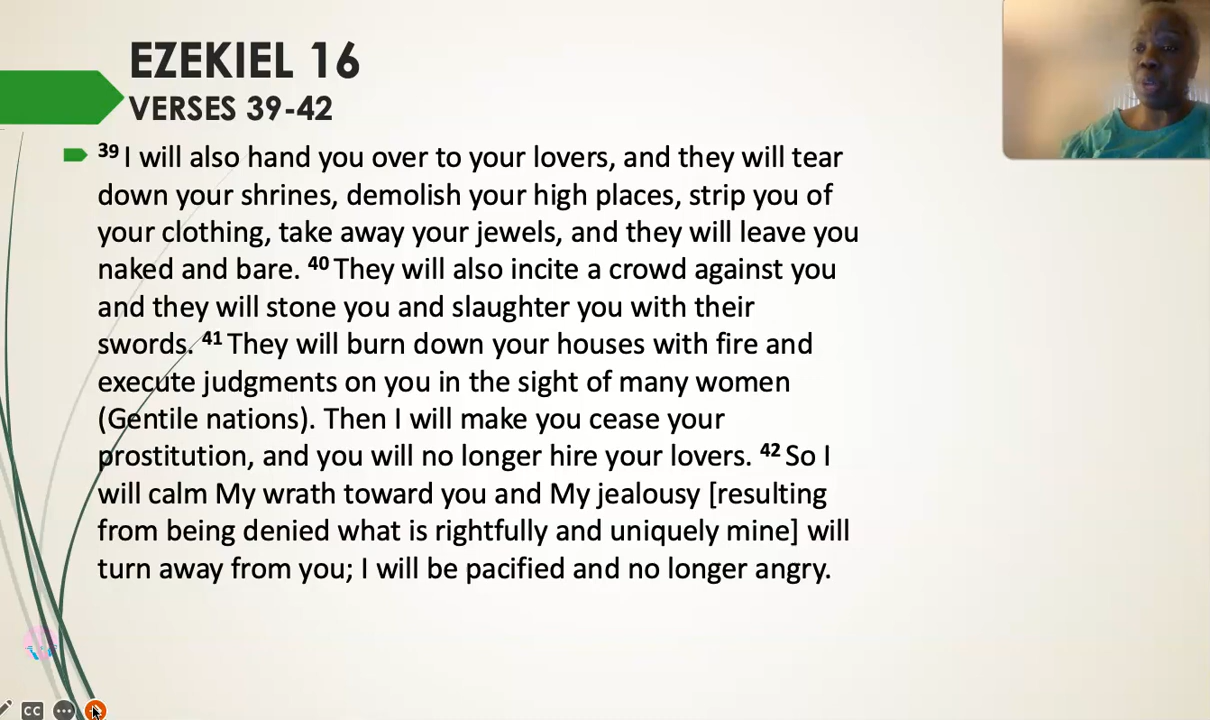 EZEKIEL 16
VERSES 39-42
39 I will also hand you over to your lovers, and they will tear
down your shrines, demolish your high places, strip you of
your clothing, take away your jewels, and they will leave you
naked and bare. 40 They will also incite a crowd against you
and they will stone you and slaughter you with their
swords. 41 They will burn down your houses with fire and
execute judgments on you in the sight of many women
(Gentile nations). Then I will make you cease your
prostitution, and you will no longer hire your lovers. 42 So I
will calm My wrath toward you and My jealousy [resulting
from being denied what is rightfully and uniquely mine] will
turn away from you; I will be pacified and no longer angry.
CC